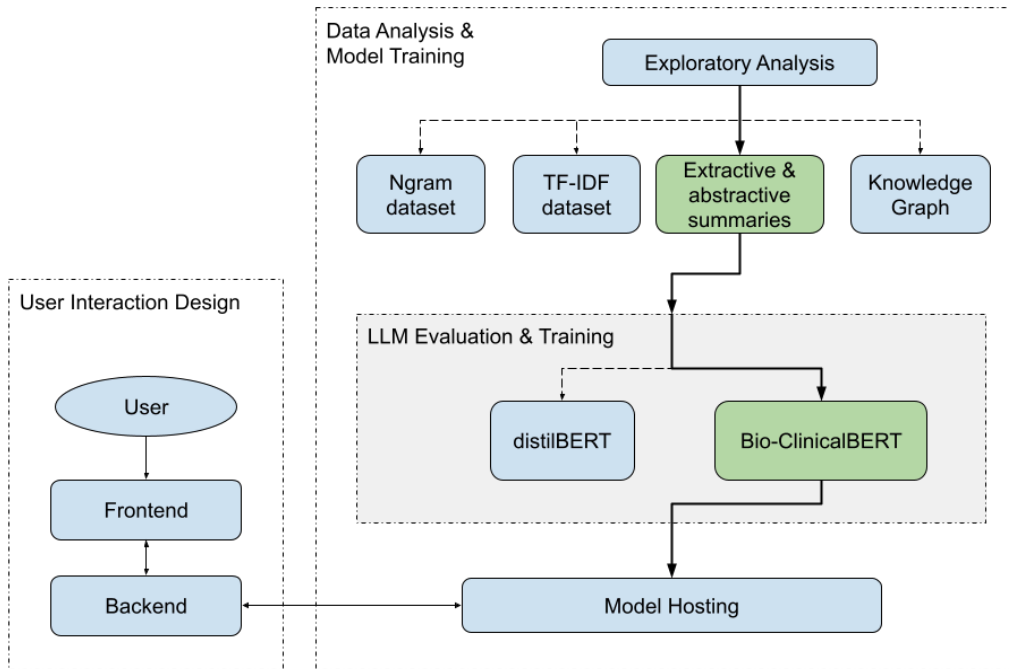 Data Analysis &
Model Training
Exploratory Analysis
Ngram
dataset
TF-IDF
dataset
Extractive &
abstractive
summaries
Knowledge
Graph
User Interaction Design
LLM Evaluation & Training
User
distilBERT
Bio-ClinicalBERT
Frontend
Backend
Model Hosting